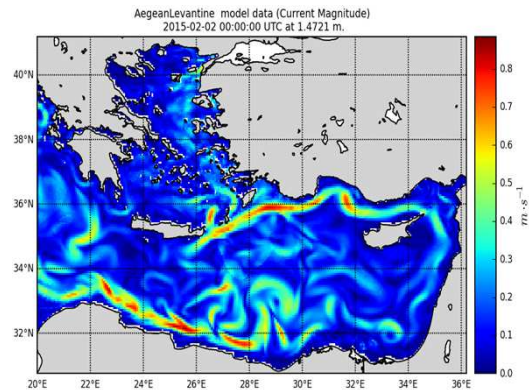 AegeanLevantine model data (Current Magnitude)
2015-02-02 00:00:00 UTC at 1.4721 m.
40°N
38°N
36°N
34°N
32°N
20°E 22°E 24°E 26°E 28°E 30°E 32°E 34°E 36°E
0.8
0.7
0.6
0.5
0.4
0.3
0.2
0.1
0.0
m·s⁻¹